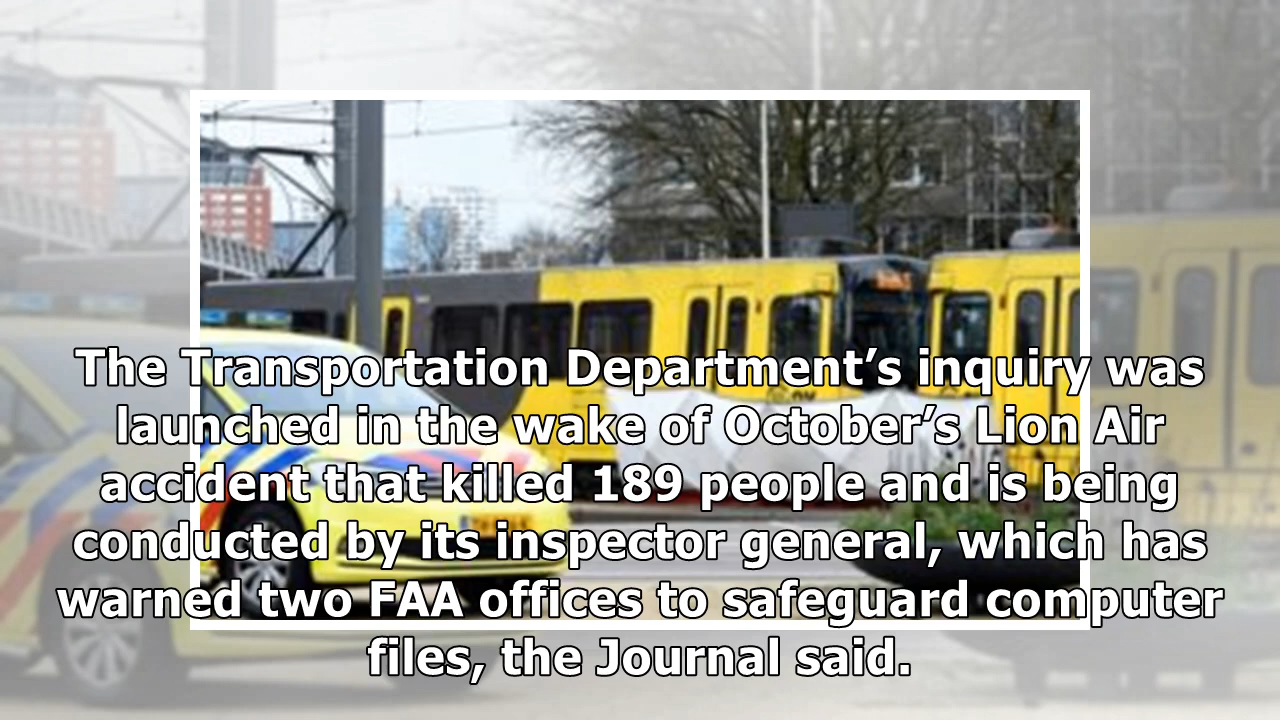 The Transportation Department’s inquiry was
launched in the wake of October’s Lion Air
accident that killed 189 people and is being
conducted by its inspector general, which has
warned two FAA offices to safeguard computer
files, the Journal said.